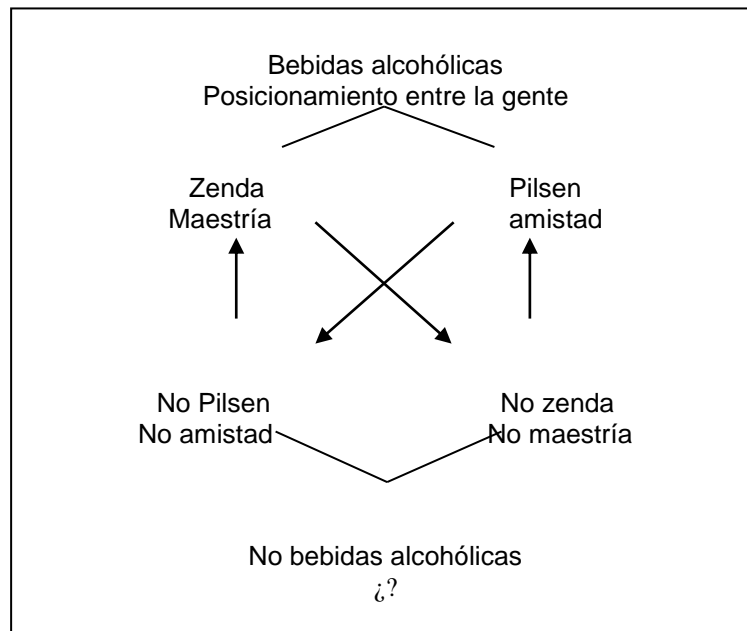 Bebidas alcohólicas
Posicionamiento entre la gente
Zenda
Maestría
Pilsen
amistad
No Pilsen
No amistad
No zenda
No maestría
No bebidas alcohólicas
¿?